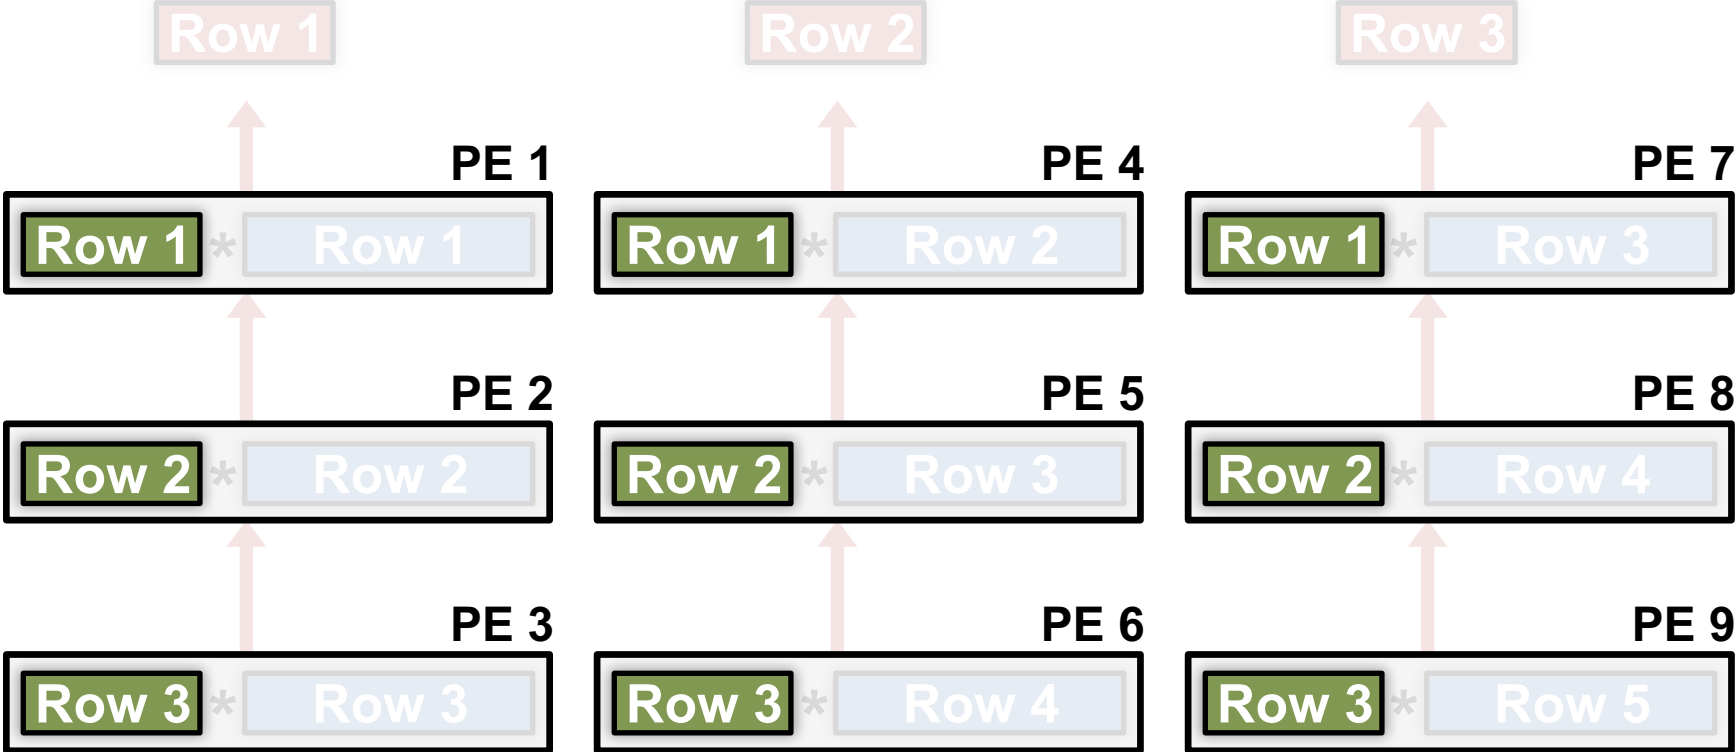 Row 1 Row 2 Row 3
PE 1 PE 4 PE 7
Row 1 * Row 1 Row 1 * Row 2 Row 1 * Row 3
PE 2 PE 5 PE 8
Row 2 * Row 2 Row 2 * Row 3 Row 2 * Row 4
PE 3 PE 6 PE 9
Row 3 * Row 3 Row 3 * Row 4 Row 3 * Row 5